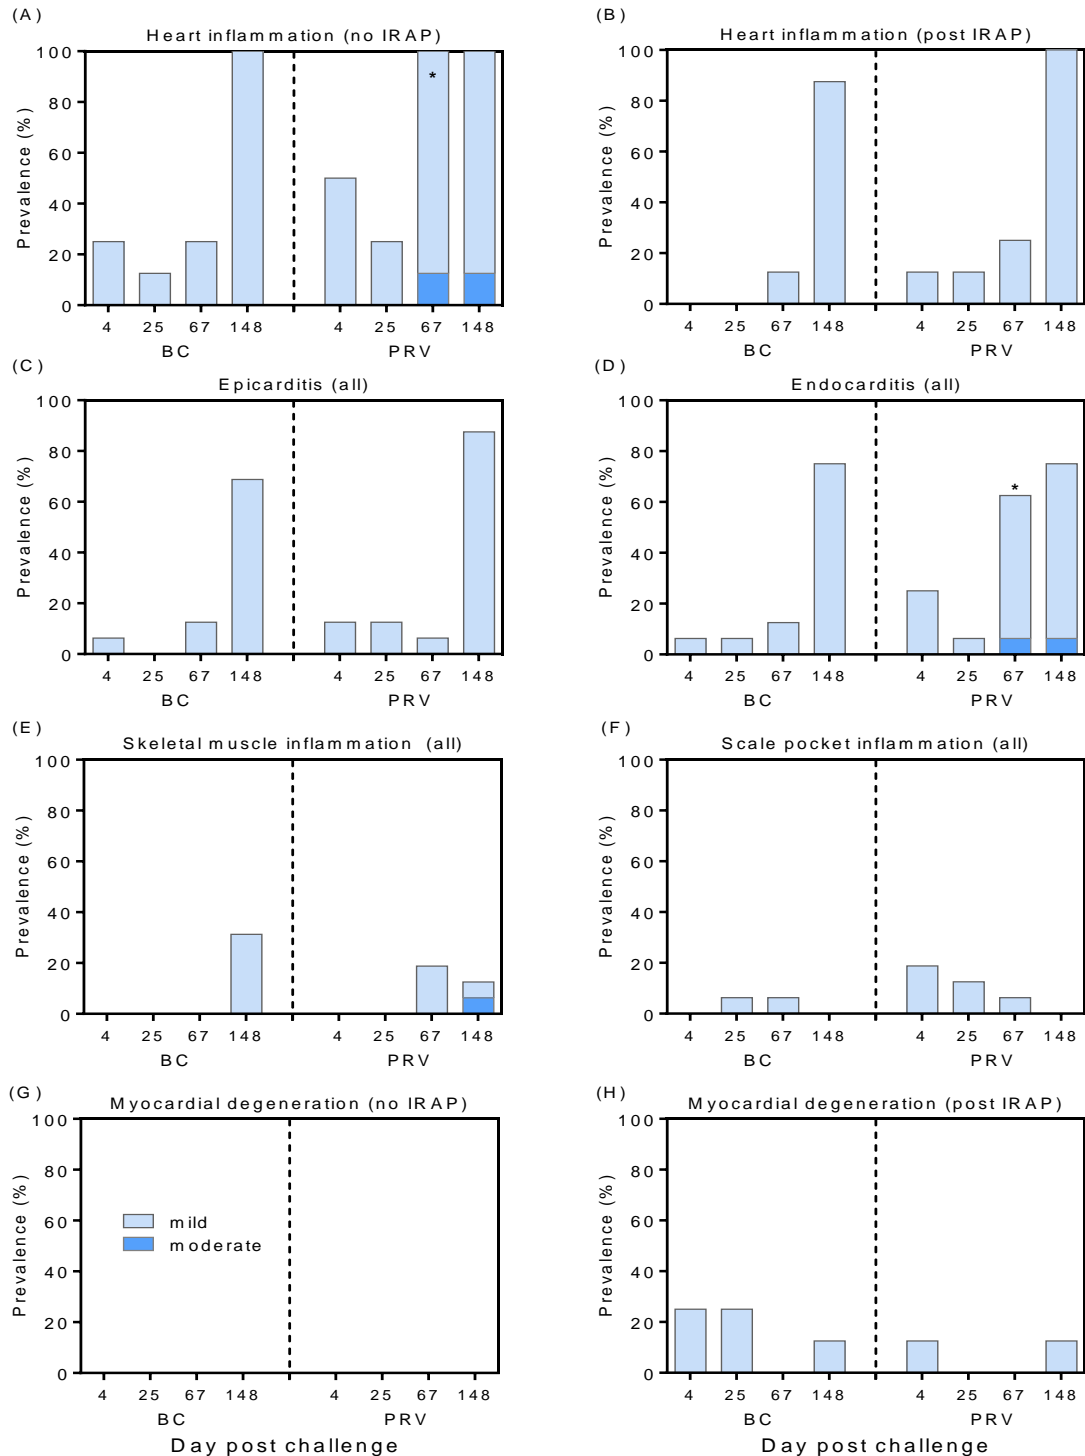 (A)
Heart inflammation (no IRAP)
100
80
60
40
20
0
Prevalence (%)
*
4 25 67 148 4 25 67 148
BC PRV
(B)
Heart inflammation (post IRAP)
100
80
60
40
20
0
Prevalence (%)
4 25 67 148 4 25 67 148
BC PRV
(C)
Epicarditis (all)
100
80
60
40
20
0
Prevalence (%)
4 25 67 148 4 25 67 148
BC PRV
(D)
Endocarditis (all)
100
80
60
40
20
0
Prevalence (%)
*
4 25 67 148 4 25 67 148
BC PRV
(E)
Skeletal muscle inflammation (all)
100
80
60
40
20
0
Prevalence (%)
4 25 67 148 4 25 67 148
BC PRV
(F)
Scale pocket inflammation (all)
100
80
60
40
20
0
Prevalence (%)
4 25 67 148 4 25 67 148
BC PRV
(G)
Myocardial degeneration (no IRAP)
100
80
60
40
20
0
Prevalence (%)
mild
moderate
4 25 67 148 4 25 67 148
BC PRV
Day post challenge
(H)
Myocardial degeneration (post IRAP)
100
80
60
40
20
0
Prevalence (%)
4 25 67 148 4 25 67 148
BC PRV
Day post challenge